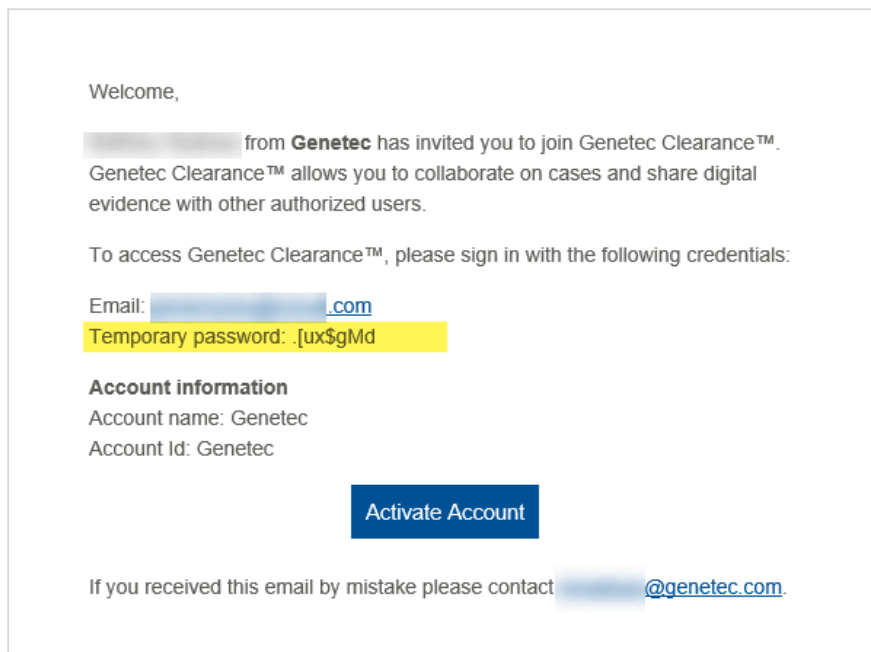 Welcome,
from Genetec has invited you to join Genetec Clearance™.
Genetec Clearance™ allows you to collaborate on cases and share digital
evidence with other authorized users.
To access Genetec Clearance™, please sign in with the following credentials:
Email: .com
Temporary password: .[ux$gMd
Account information
Account name: Genetec
Account Id: Genetec
Activate Account
If you received this email by mistake please contact @genetec.com.